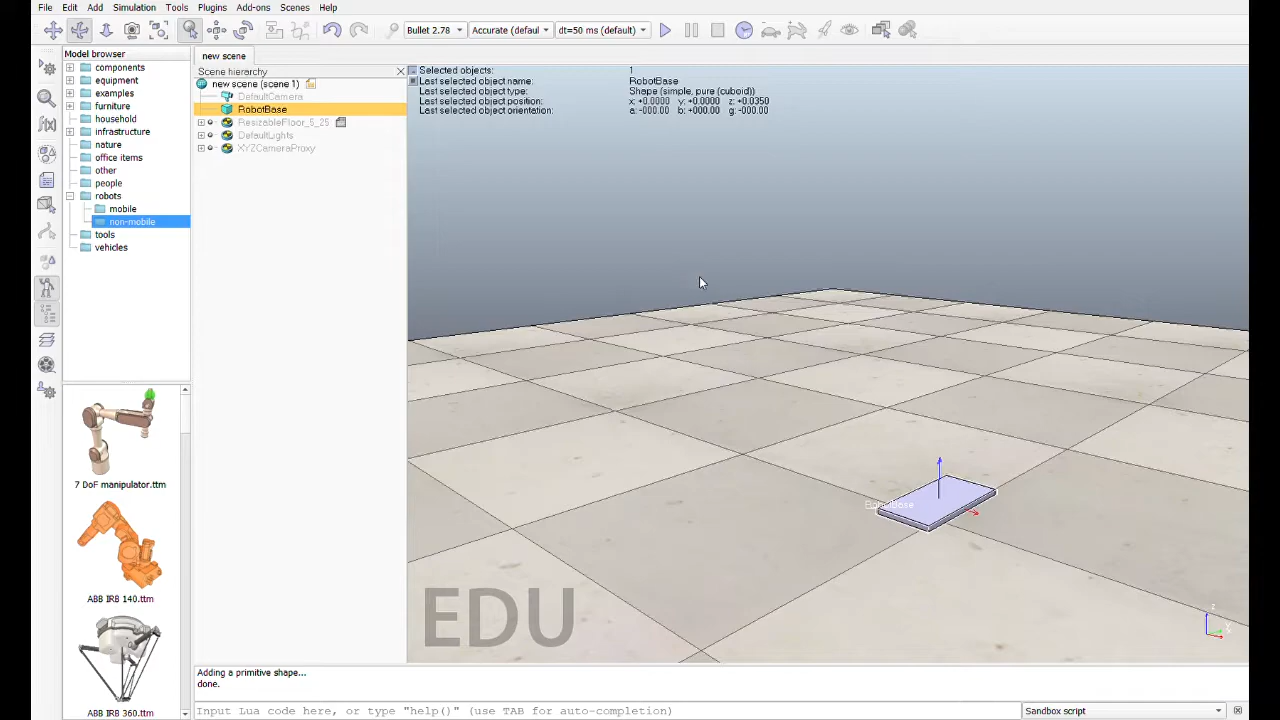 File Edit Add Simulation Tools Plugins Add-ons Scenes Help
Bullet 2.78 Accurate (defaul dt=50 ms (default)
Model browser
components
equipment
examples
furniture
household
infrastructure
nature
office items
other
people
robots
mobile
non-mobile
tools
vehicles
7 DoF manipulator.ttm
ABB IRB 140.ttm
ABB IRB 360.ttm
new scene
Scene hierarchy
new scene (scene 1)
DefaultCamera
RobotBase
ResizableFloor_5_25
DefaultLights
XYZCameraProxy
Selected objects: 1
Last selected object name: RobotBase
Last selected object type: Shape (simple, pure (cuboid))
Last selected object position: x: +0.0000 y: +0.0000 z: +0.0350
Last selected object orientation: a: -000.00 b: +000.00 g: -000.00
RobotBase
EDU
Adding a primitive shape...
done.
Input Lua code here, or type "help()" (use TAB for auto-completion)
Sandbox script